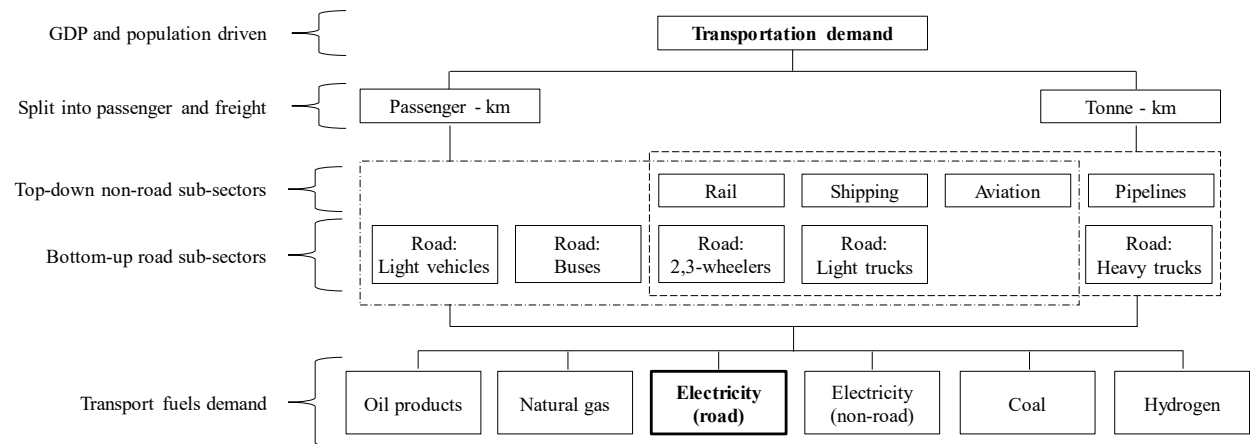 GDP and population driven
Transportation demand
Split into passenger and freight
Passenger - km
Tonne - km
Top-down non-road sub-sectors
Rail
Shipping
Aviation
Pipelines
Bottom-up road sub-sectors
Road:
Light vehicles
Road:
Buses
Road:
2,3-wheelers
Road:
Light trucks
Road:
Heavy trucks
Transport fuels demand
Oil products
Natural gas
Electricity
(road)
Electricity
(non-road)
Coal
Hydrogen